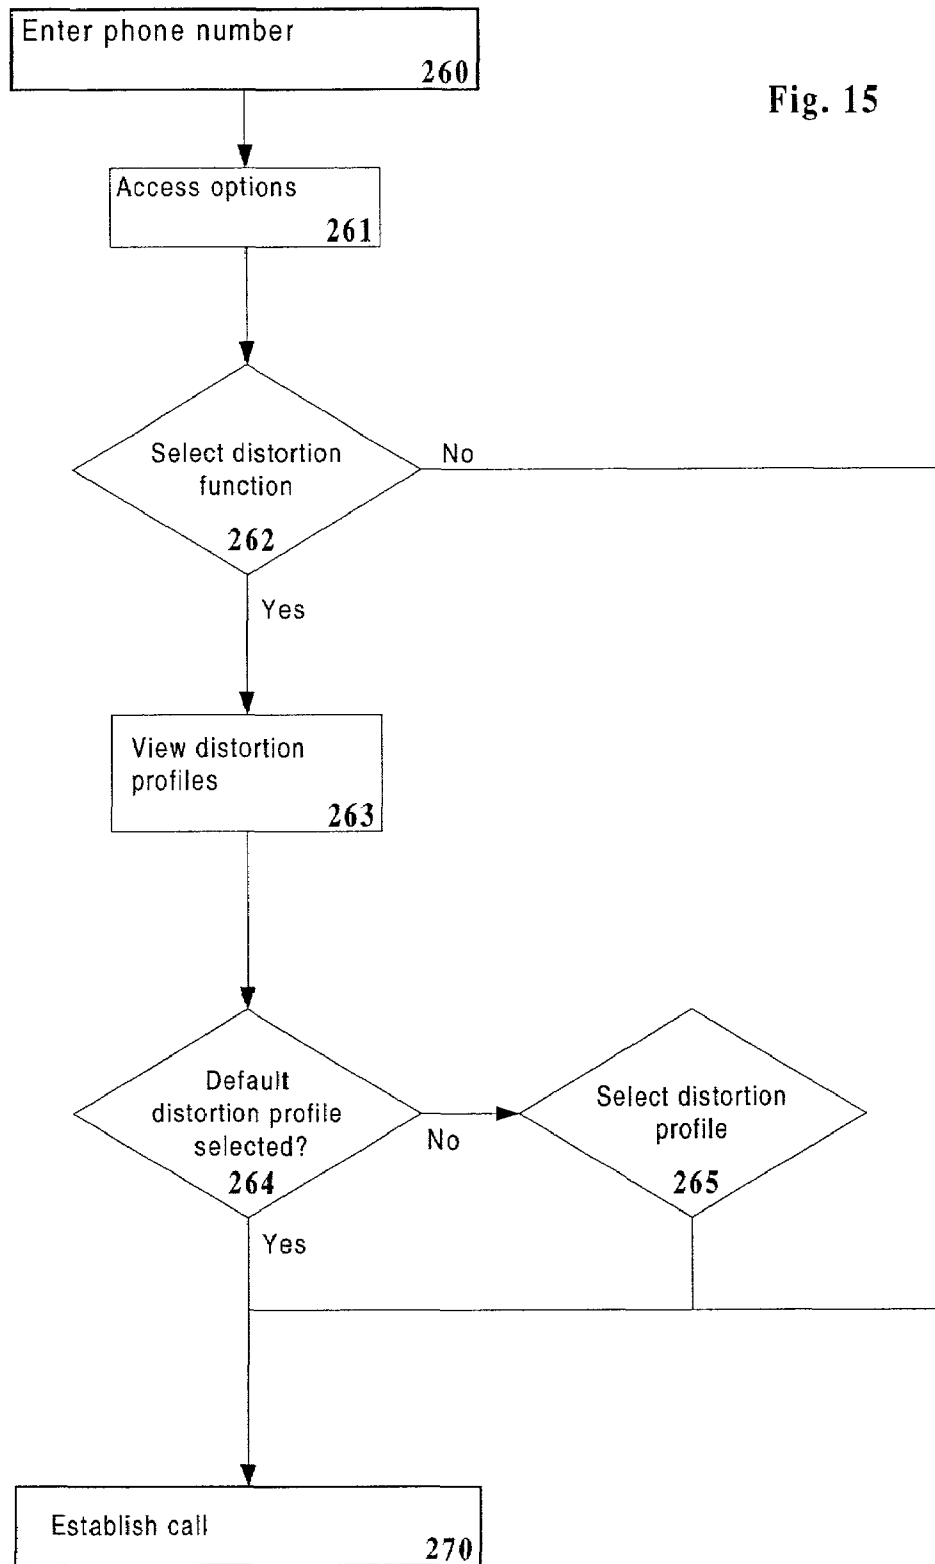 Enter phone number
260
Fig. 15
Access options
261
Select distortion
function
262
No
Yes
View distortion
profiles
263
Default
distortion profile
selected?
264
No
Select distortion
profile
265
Yes
Establish call
270